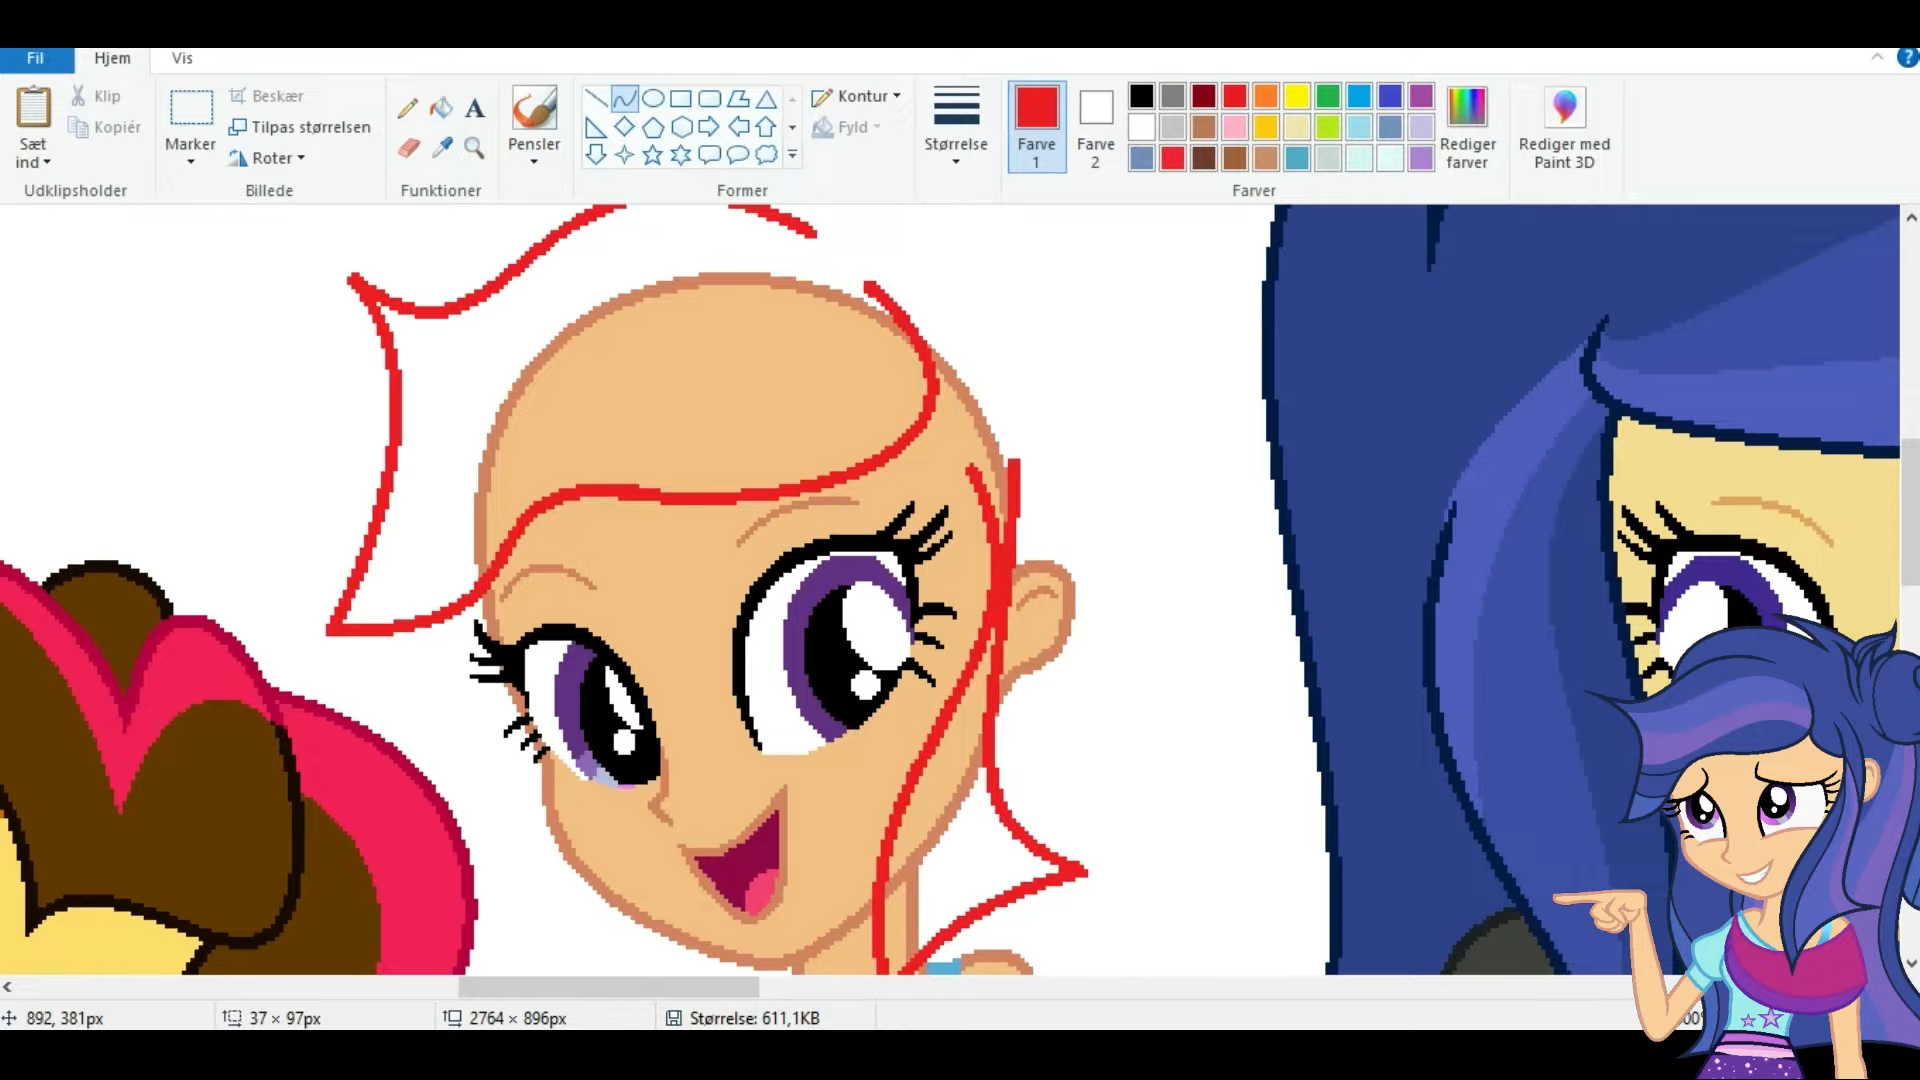 Fil Hjem Vis
Sæt ind
Klip
Kopiér
Udklipsholder
Marker
Beskær
Tilpas størrelsen
Roter
Billede
A
Funktioner
Pensler
Former
Kontur
Fyld
Størrelse
Farve 1
Farve 2
Farver
Rediger farver
Rediger med Paint 3D
?
892, 381px
37 × 97px
2764 × 896px
Størrelse: 611,1KB